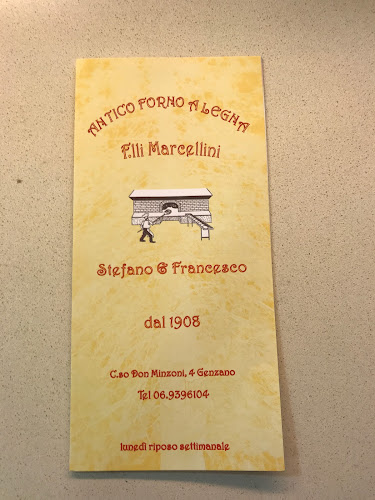 ANTICO FORNO A LEGNA
F.lli Marcellini
Stefano & Francesco
dal 1908
C.so Don Minzoni, 4 Genzano
Tel 06.9396104
lunedì riposo settimanale